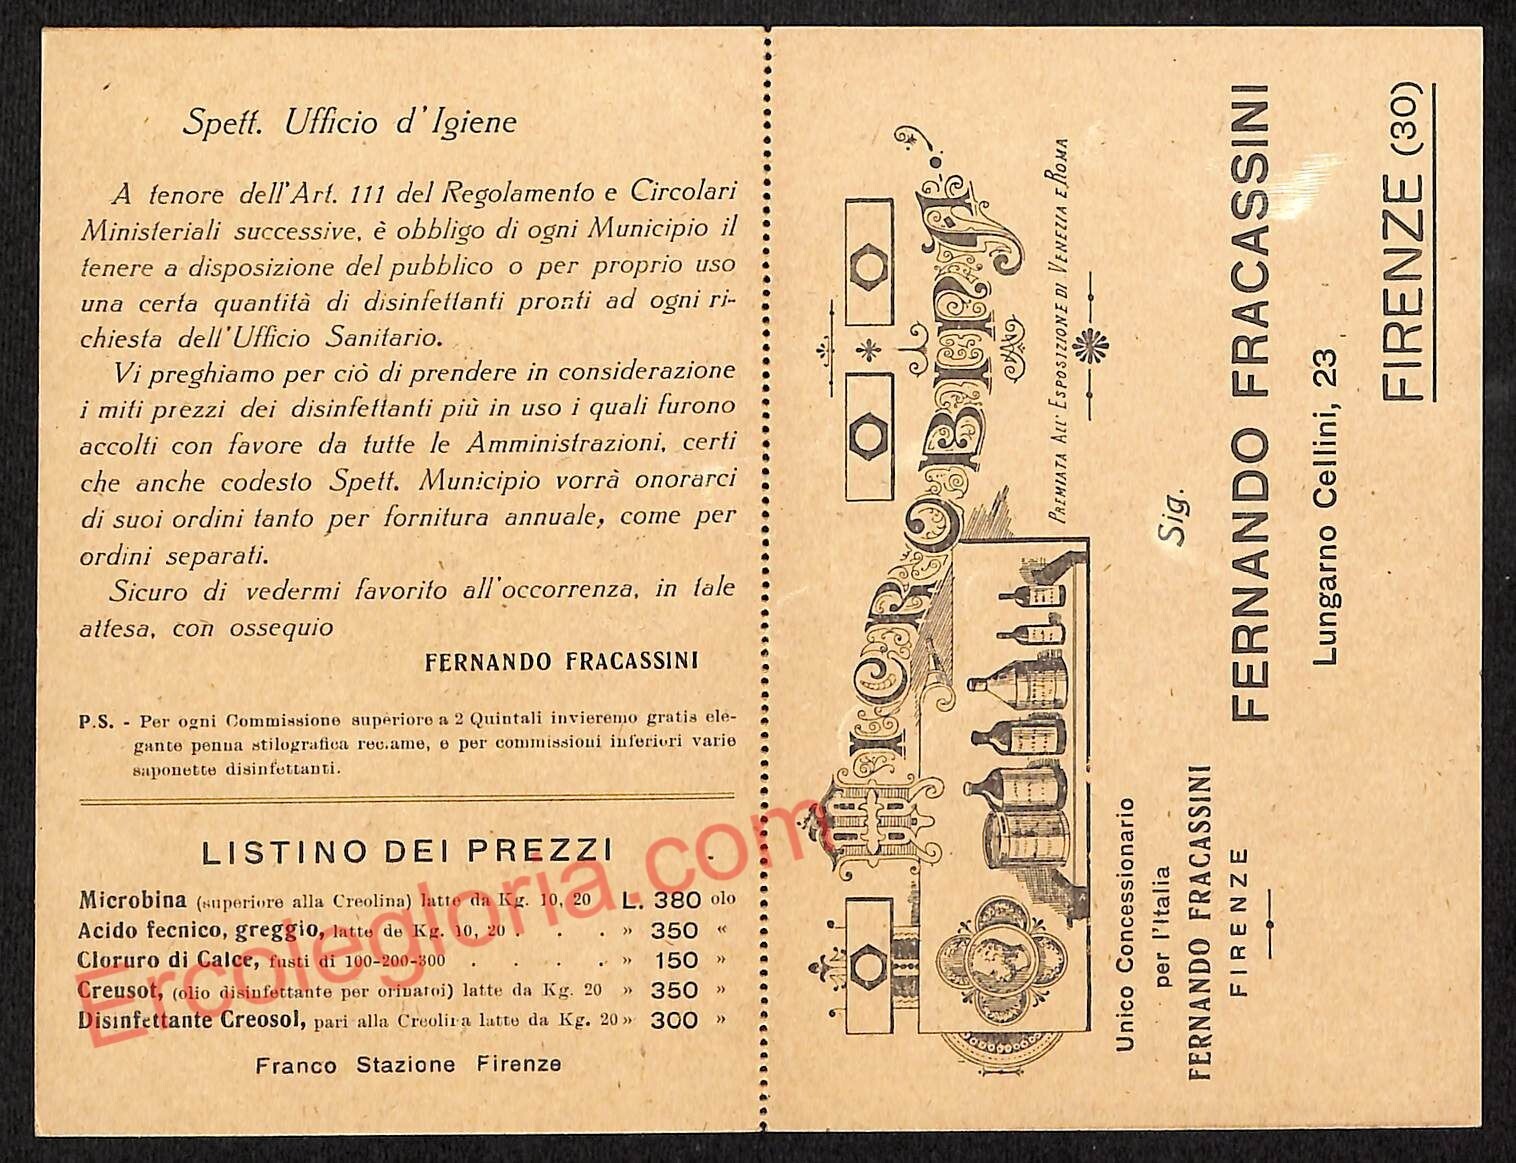 Spett. Ufficio d'Igiene
A tenore dell'Art. 111 del Regolamento e Circolari
Ministeriali successive, è obbligo di ogni Municipio il
tenere a disposizione del pubblico o per proprio uso
una certa quantità di disinfettanti pronti ad ogni ri-
chiesta dell'Ufficio Sanitario.
Vi preghiamo per ciò di prendere in considerazione
i miti prezzi dei disinfettanti più in uso i quali furono
accolti con favore da tutte le Amministrazioni, certi
che anche codesto Spett. Municipio vorrà onorarci
di suoi ordini tanto per fornitura annuale, come per
ordini separati.
Sicuro di vedermi favorito all'occorrenza, in tale
attesa, con ossequio
FERNANDO FRACASSINI
P.S. - Per ogni Commissione superiore a 2 Quintali invieremo gratis ele-
gante penna stilografica rec.ame, e per commissioni inferiori varie
saponette disinfettanti.
LISTINO DEI PREZZI
Microbina (superiore alla Creolina) latte da Kg. 10, 20 L. 380 olo
Acido fecnico, greggio, latte de Kg. 10, 20 . . . » 350 «
Cloruro di Calce, fusti di 100-200-300 . . . . » 150 »
Creusot, (olio disinfettante per orinatoi) latte da Kg. 20 » 350 »
Disinfettante Creosol, pari alla Creolina latte da Kg. 20 » 300 »
Franco Stazione Firenze
MICROBINA
PREMIATA ALL' ESPOSIZIONE DI VENEZIA E ROMA
Unico Concessionario
per l'Italia
FERNANDO FRACASSINI
FIRENZE
Sig.
FERNANDO FRACASSINI
Lungarno Cellini, 23
FIRENZE (30)
Ercolegloria.com